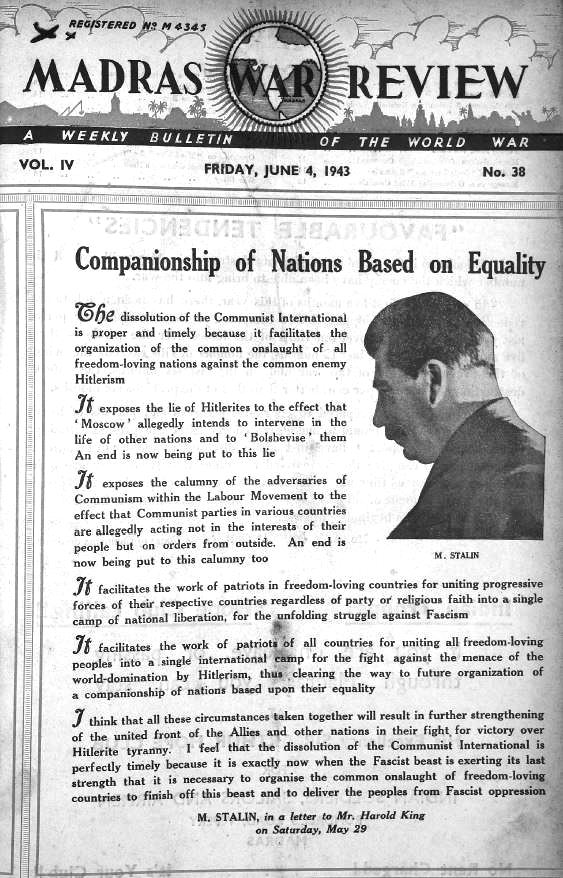 REGISTERED No M 4345
MADRAS WAR REVIEW
A WEEKLY BULLETIN OF THE WORLD WAR
VOL. IV FRIDAY, JUNE 4, 1943 No. 38
Companionship of Nations Based on Equality
The dissolution of the Communist International
is proper and timely because it facilitates the
organization of the common onslaught of all
freedom-loving nations against the common enemy
Hitlerism
It exposes the lie of Hitlerites to the effect that
‘Moscow’ allegedly intends to intervene in the
life of other nations and to ‘Bolshevise’ them
An end is now being put to this lie
It exposes the calumny of the adversaries of
Communism within the Labour Movement to the
effect that Communist parties in various countries
are allegedly acting not in the interests of their
people but on orders from outside. An end is
now being put to this calumny too
M. STALIN
It facilitates the work of patriots in freedom-loving countries for uniting progressive
forces of their respective countries regardless of party or religious faith into a single
camp of national liberation, for the unfolding struggle against Fascism
It facilitates the work of patriots of all countries for uniting all freedom-loving
peoples into a single international camp for the fight against the menace of the
world-domination by Hitlerism, thus clearing the way to future organization of
a companionship of nations based upon their equality
I think that all these circumstances taken together will result in further strengthening
of the united front of the Allies and other nations in their fight for victory over
Hitlerite tyranny. I feel that the dissolution of the Communist International is
perfectly timely because it is exactly now when the Fascist beast is exerting its last
strength that it is necessary to organise the common onslaught of freedom-loving
countries to finish off this beast and to deliver the peoples from Fascist oppression
M. STALIN, in a letter to Mr. Harold King
on Saturday, May 29